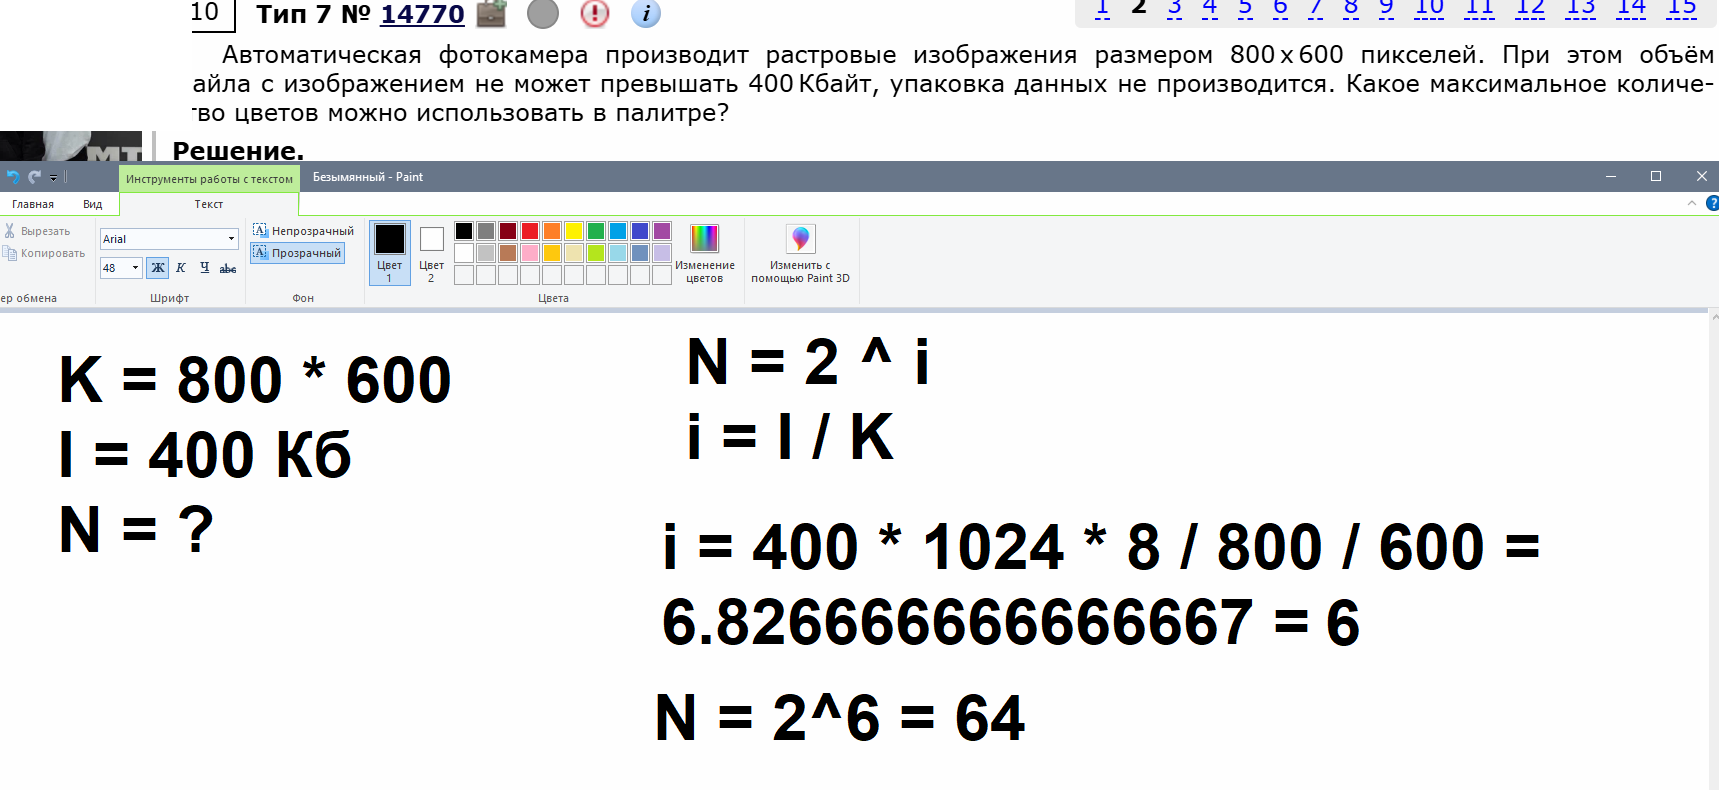 10 Тип 7 № 14770 i 1 2 3 4 5 6 7 8 9 10 11 12 13 14 15
Автоматическая фотокамера производит растровые изображения размером 800 x 600 пикселей. При этом объём
айла с изображением не может превышать 400 Кбайт, упаковка данных не производится. Какое максимальное количе-
тво цветов можно использовать в палитре?
МТ
Решение.
Инструменты работы с текстом Безымянный - Paint
Главная Вид Текст ?
Вырезать
Копировать
ер обмена
Arial
48 Ж К Ч abc
Шрифт
Непрозрачный
Прозрачный
Фон
Цвет
1
Цвет
2
Изменение
цветов
Цвета
Изменить с
помощью Paint 3D
K = 800 * 600
I = 400 Кб
N = ?
N = 2 ^ i
i = I / K
i = 400 * 1024 * 8 / 800 / 600 =
6.826666666666667 = 6
N = 2^6 = 64